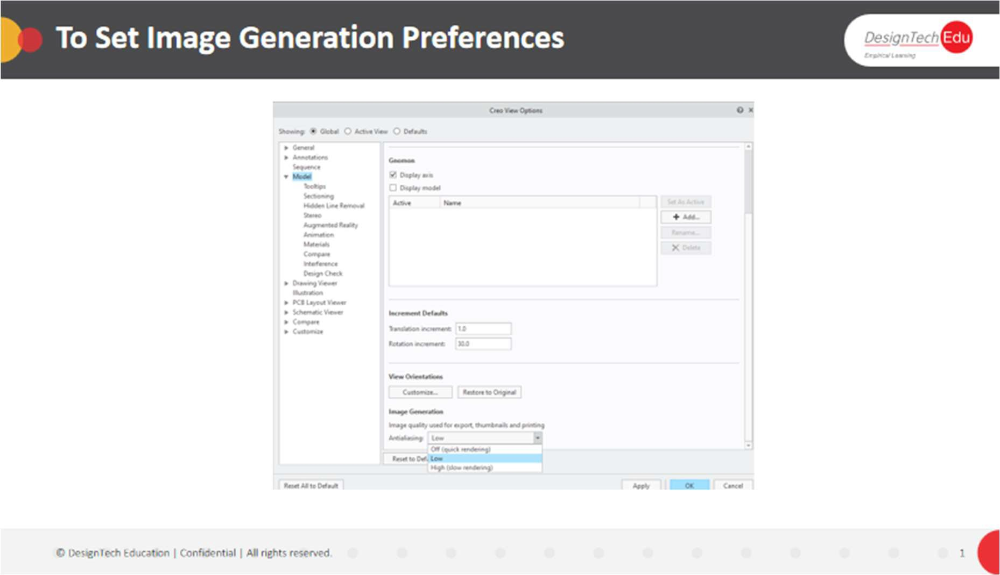 To Set Image Generation Preferences
DesignTech Edu
Empirical Learning
Creo View Options
Showing: Global Active View Defaults
General
Annotations
Sequence
Model
Tooltips
Sectioning
Hidden Line Removal
Stereo
Augmented Reality
Animation
Materials
Compare
Interference
Design Check
Drawing Viewer
Illustration
PCB Layout Viewer
Schematic Viewer
Compare
Customize
Gnomon
Display axis
Display model
Active Name
Set As Active
Add...
Rename...
Delete
Increment Defaults
Translation increment: 1.0
Rotation increment: 30.0
View Orientations
Customize... Restore to Original
Image Generation
Image quality used for export, thumbnails and printing
Antialiasing: Low
Off (quick rendering)
Reset to Def Low
High (slow rendering)
Reset All to Default Apply OK Cancel
© DesignTech Education | Confidential | All rights reserved. 1